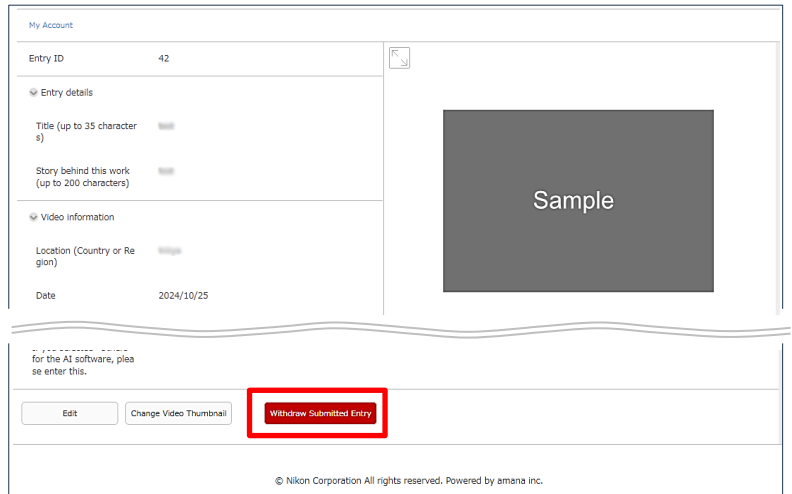 My Account
Entry ID 42
Entry details
Title (up to 35 character
s)
Story behind this work
(up to 200 characters)
Sample
Video information
Location (Country or Re
gion)
Date 2024/10/25
for the AI software, plea
se enter this.
Edit Change Video Thumbnail Withdraw Submitted Entry
© Nikon Corporation All rights reserved. Powered by amana inc.